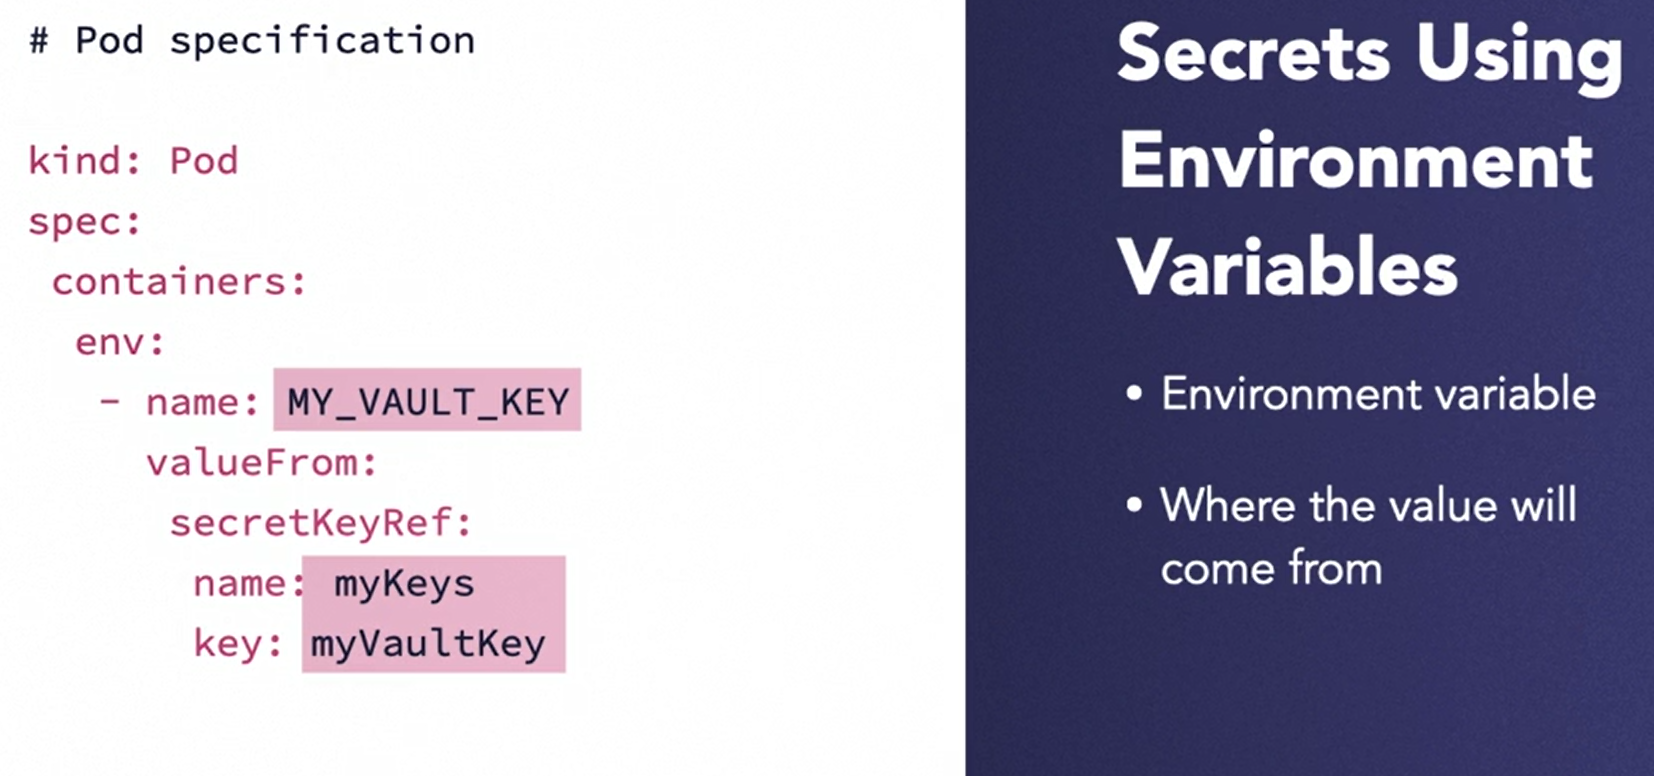 # Pod specification
kind: Pod
spec:
containers:
env:
- name: MY_VAULT_KEY
valueFrom:
secretKeyRef:
name: myKeys
key: myVaultKey
Secrets Using
Environment
Variables
• Environment variable
• Where the value will
come from